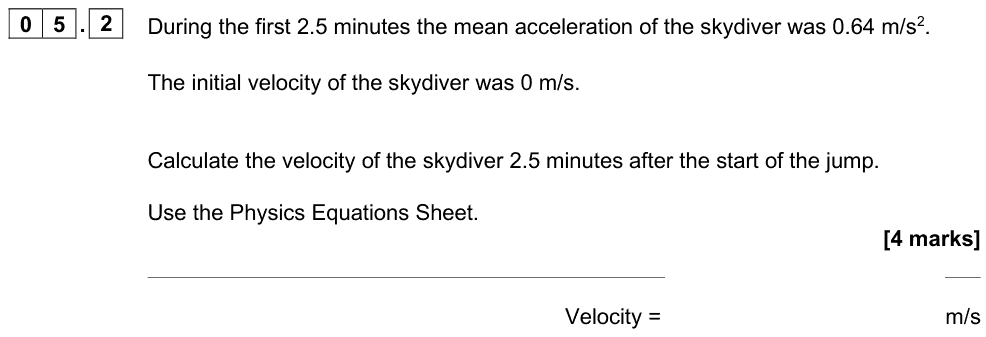 05.2 During the first 2.5 minutes the mean acceleration of the skydiver was 0.64 m/s².
The initial velocity of the skydiver was 0 m/s.
Calculate the velocity of the skydiver 2.5 minutes after the start of the jump.
Use the Physics Equations Sheet.
[4 marks]
Velocity = m/s